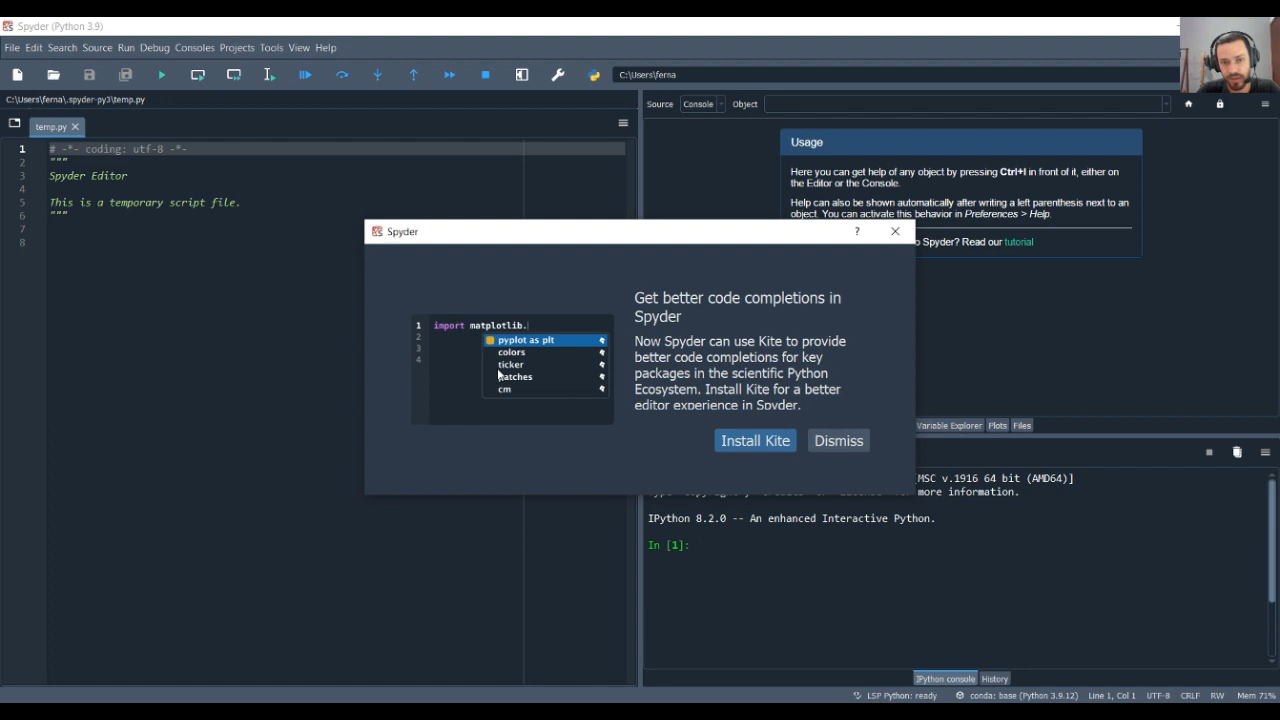 Spyder (Python 3.9)
File Edit Search Source Run Debug Consoles Projects Tools View Help
C:\Users\ferna
C:\Users\ferna\.spyder-py3\temp.py
Source Console Object
temp.py
1 # -*- coding: utf-8 -*-
2 """
3 Spyder Editor
4
5 This is a temporary script file.
6 """
7
8
Usage
Here you can get help of any object by pressing Ctrl+I in front of it, either on
the Editor or the Console.
Help can also be shown automatically after writing a left parenthesis next to an
object. You can activate this behavior in Preferences > Help.
o Spyder? Read our tutorial
Spyder
1 import matplotlib.
2 pyplot as plt
3 colors
4 ticker
patches
cm
Get better code completions in
Spyder
Now Spyder can use Kite to provide
better code completions for key
packages in the scientific Python
Ecosystem. Install Kite for a better
editor experience in Spyder.
Install Kite Dismiss
Variable Explorer Plots Files
[MSC v.1916 64 bit (AMD64)]
more information.
IPython 8.2.0 -- An enhanced Interactive Python.
In [1]:
IPython console History
LSP Python: ready conda: base (Python 3.9.12) Line 1, Col 1 UTF-8 CRLF RW Mem 71%